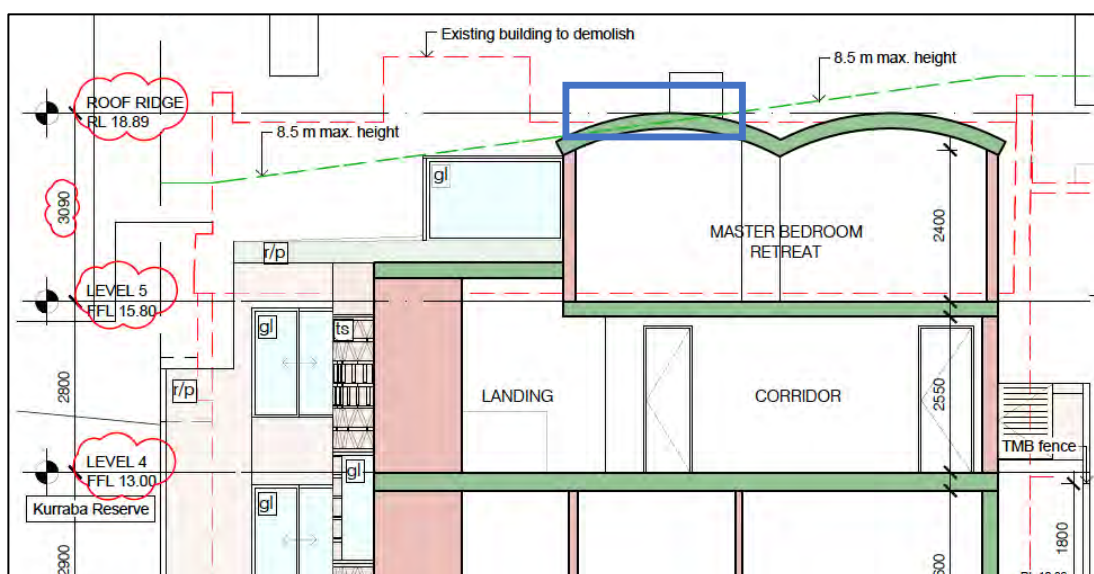 Existing building to demolish
8.5 m max. height
ROOF RIDGE
RL 18.89
8.5 m max. height
gl
3090
MASTER BEDROOM
RETREAT
2400
r/p
LEVEL 5
FFL 15.80
gl
ts
r/p
2800
LANDING
CORRIDOR
2550
TMB fence
LEVEL 4
FFL 13.00
gl
gl
Kurraba Reserve
2900
600
1800